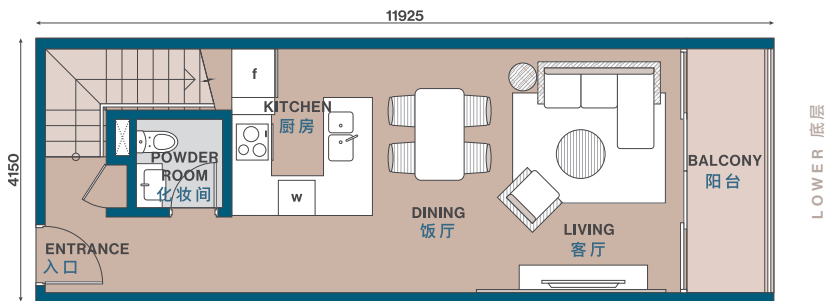 11925
4150
f
KITCHEN
厨房
POWDER
ROOM
化妆间
w
DINING
饭厅
LIVING
客厅
BALCONY
阳台
ENTRANCE
入口
LOWER 底层